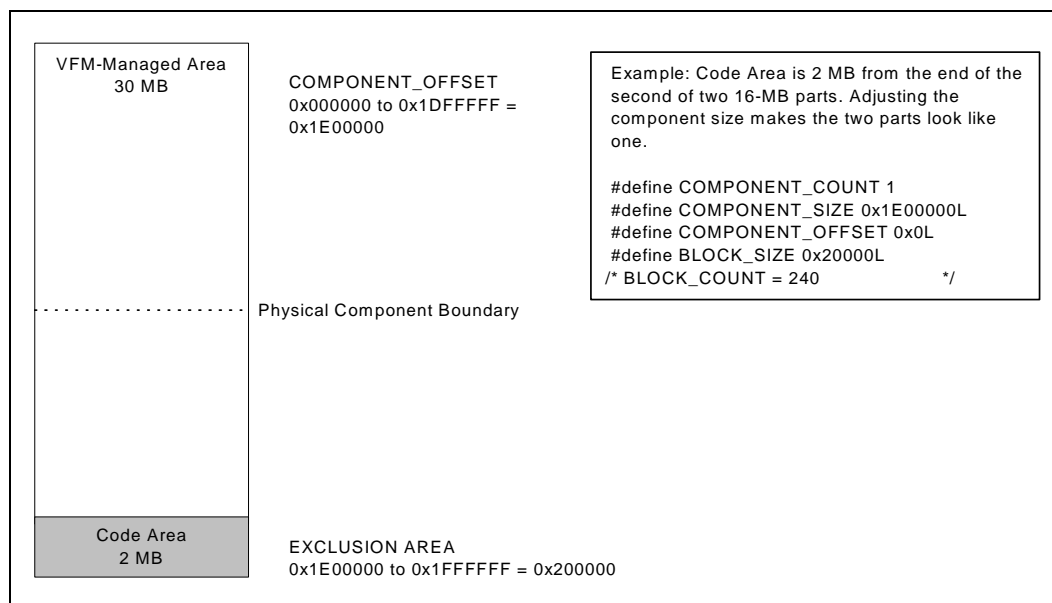 VFM-Managed Area
30 MB
COMPONENT_OFFSET
0x000000 to 0x1DFFFFF =
0x1E00000
Example: Code Area is 2 MB from the end of the
second of two 16-MB parts. Adjusting the
component size makes the two parts look like
one.
#define COMPONENT_COUNT 1
#define COMPONENT_SIZE 0x1E00000L
#define COMPONENT_OFFSET 0x0L
#define BLOCK_SIZE 0x20000L
/* BLOCK_COUNT = 240 */
Physical Component Boundary
Code Area
2 MB
EXCLUSION AREA
0x1E00000 to 0x1FFFFFF = 0x200000